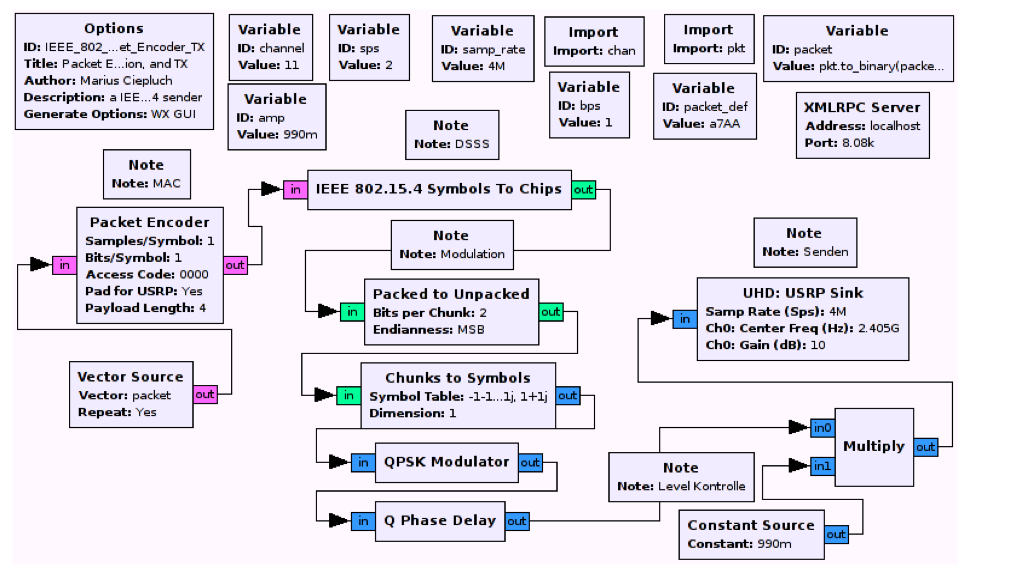 Options
ID: IEEE_802_...et_Encoder_TX
Title: Packet E...ion, and TX
Author: Marius Ciepluch
Description: a IEE...4 sender
Generate Options: WX GUI
Variable
ID: channel
Value: 11
Variable
ID: sps
Value: 2
Variable
ID: samp_rate
Value: 4M
Import
Import: chan
Import
Import: pkt
Variable
ID: packet
Value: pkt.to_binary(packe...
Variable
ID: amp
Value: 990m
Variable
ID: bps
Value: 1
Variable
ID: packet_def
Value: a7AA
XMLRPC Server
Address: localhost
Port: 8.08k
Note
Note: DSSS
Note
Note: MAC
in
IEEE 802.15.4 Symbols To Chips
out
Packet Encoder
Samples/Symbol: 1
Bits/Symbol: 1
Access Code: 0000
Pad for USRP: Yes
Payload Length: 4
in
out
Note
Note: Modulation
Note
Note: Senden
in
Packed to Unpacked
Bits per Chunk: 2
Endianness: MSB
out
in
UHD: USRP Sink
Samp Rate (Sps): 4M
Ch0: Center Freq (Hz): 2.405G
Ch0: Gain (dB): 10
Vector Source
Vector: packet
Repeat: Yes
out
in
Chunks to Symbols
Symbol Table: -1-1...1j, 1+1j
Dimension: 1
out
in
QPSK Modulator
out
in0
in1
Multiply
out
Note
Note: Level Kontrolle
in
Q Phase Delay
out
Constant Source
Constant: 990m
out